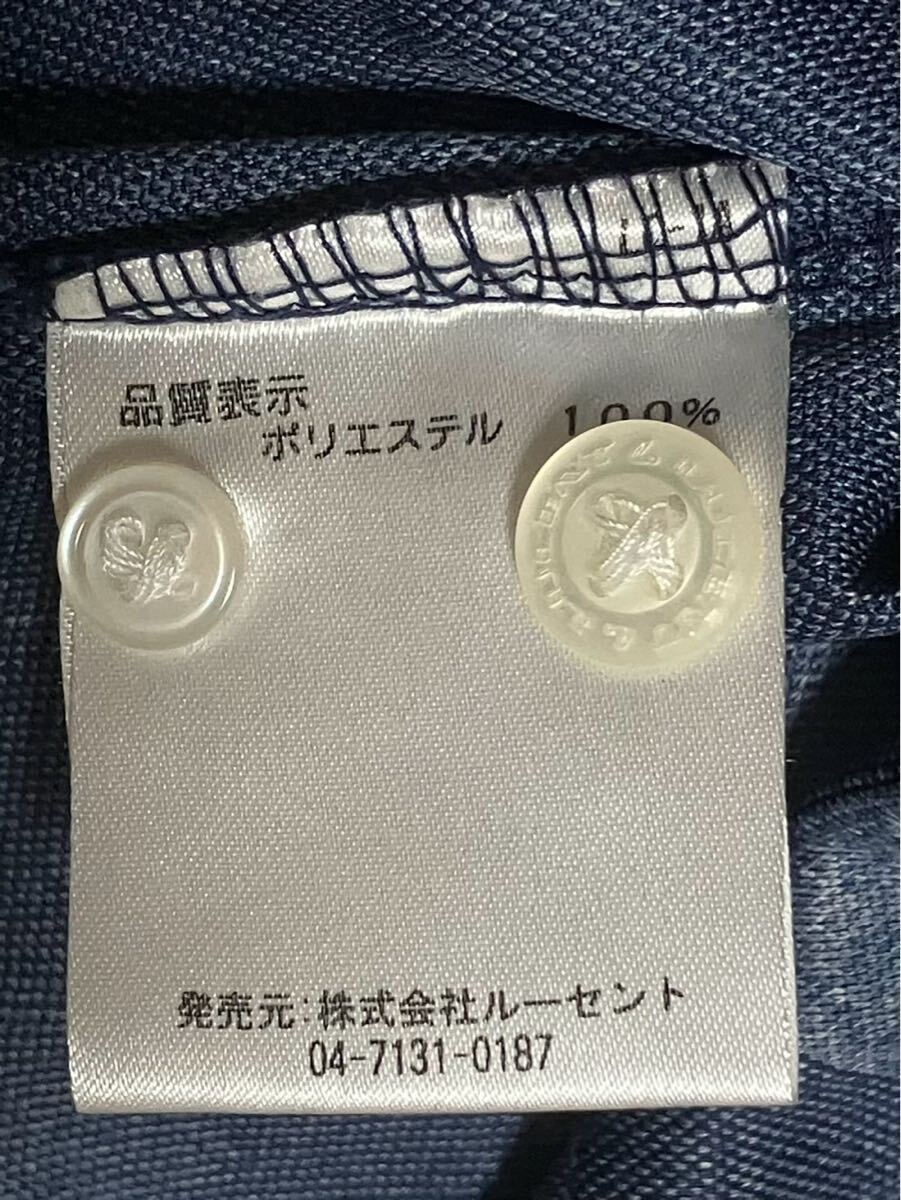 品質表示
ポリエステル 100%
発売元:株式会社ルーセント
04-7131-0187